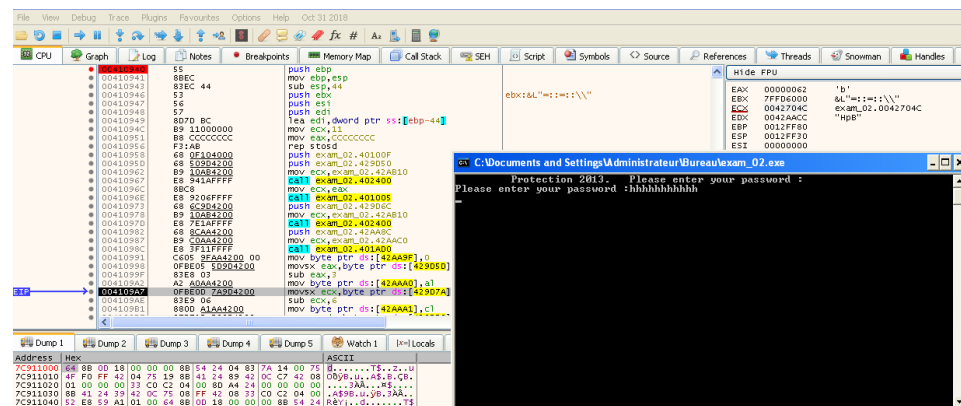 File View Debug Trace Plugins Favourites Options Help Oct 31 2018
CPU Graph Log Notes Breakpoints Memory Map Call Stack SEH Script Symbols Source References Threads Snowman Handles
00410940 55 push ebp
00410941 8BEC mov ebp,esp
00410943 83EC 44 sub esp,44
00410946 53 push ebx ebx:&L"=::=::\\"
00410947 56 push esi
00410948 57 push edi
00410949 8D7D BC lea edi,dword ptr ss:[ebp-44]
0041094C B9 11000000 mov ecx,11
00410951 B8 CCCCCCCC mov eax,CCCCCCCC
00410956 F3:AB rep stosd
00410958 68 0F104000 push exam_02.40100F
0041095D 68 509D4200 push exam_02.429D50
00410962 B9 10AB4200 mov ecx,exam_02.42AB10
00410967 E8 941AFFFF call exam_02.402400
0041096C 8BC8 mov ecx,eax
0041096E E8 9206FFFF call exam_02.401005
00410973 68 6C9D4200 push exam_02.429D6C
00410978 B9 10AB4200 mov ecx,exam_02.42AB10
0041097D E8 7E1AFFFF call exam_02.402400
00410982 68 8CAA4200 push exam_02.42AA8C
00410987 B9 C0AA4200 mov ecx,exam_02.42AAC0
0041098C E8 3F11FFFF call exam_02.401AD0
00410991 C605 9FAA4200 00 mov byte ptr ds:[42AA9F],0
00410998 0FBE05 5D9D4200 movsx eax,byte ptr ds:[429D5D]
0041099F 83E8 03 sub eax,3
004109A2 A2 A0AA4200 mov byte ptr ds:[42AAA0],al
EIP 004109A7 0FBE0D 7A9D4200 movsx ecx,byte ptr ds:[429D7A]
004109AE 83E9 06 sub ecx,6
004109B1 880D A1AA4200 mov byte ptr ds:[42AAA1],cl
Hide FPU
EAX 00000062 'b'
EBX 7FFD6000 &L"=::=::\\"
ECX 0042704C exam_02.0042704C
EDX 0042AACC "HpB"
EBP 0012FF80
ESP 0012FF30
ESI 00000000
C:\Documents and Settings\Administrateur\Bureau\exam_02.exe
Protection 2013. Please enter your password :
Please enter your password :hhhhhhhhhhh
Dump 1 Dump 2 Dump 3 Dump 4 Dump 5 Watch 1 [x=] Locals
Address Hex ASCII
7C911000 64 8B 0D 18 00 00 00 8B 54 24 04 83 7A 14 00 75 d.......T$..z..u
7C911010 4F F0 FF 42 04 75 19 8B 41 24 89 42 0C C7 42 08 OðÿB.u..A$.B.ÇB.
7C911020 01 00 00 00 33 C0 C2 04 00 8D A4 24 00 00 00 00 ....3ÀÂ...¤$....
7C911030 8B 41 24 39 42 0C 75 08 FF 42 08 33 C0 C2 04 00 .A$9B.u.ÿB.3ÀÂ..
7C911040 52 E8 59 A1 01 00 64 8B 0D 18 00 00 00 8B 54 24 RèY¡..d.......T$